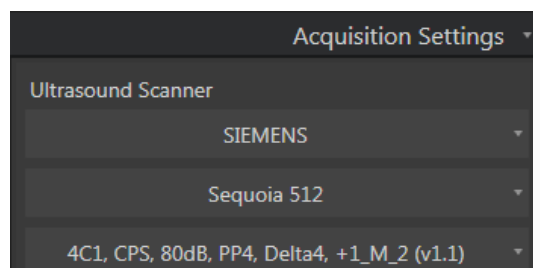 Acquisition Settings
Ultrasound Scanner
SIEMENS
Sequoia 512
4C1, CPS, 80dB, PP4, Delta4, +1_M_2 (v1.1)